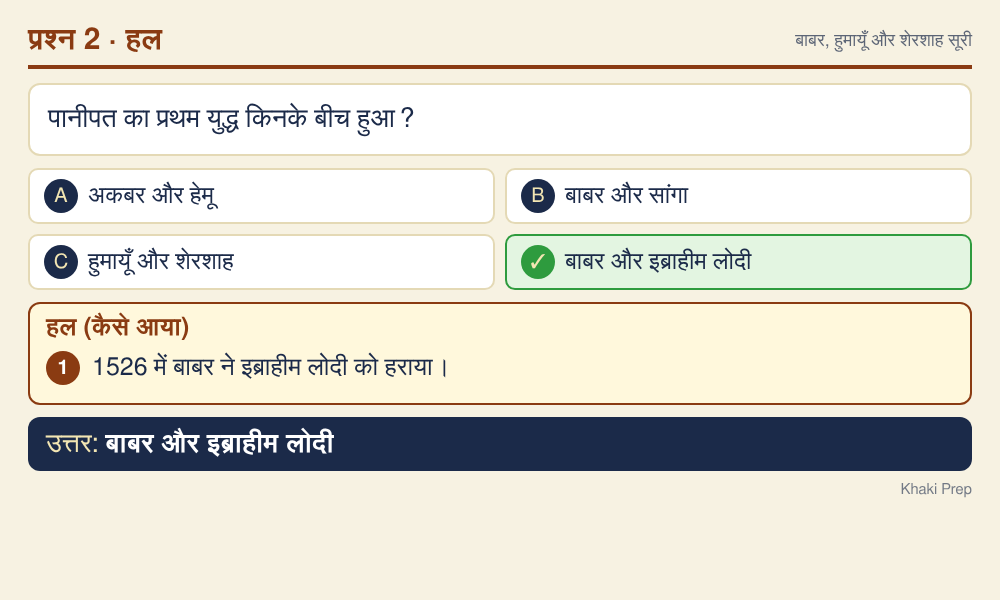 प्रश्न 2 · हल
बाबर, हुमायूँ और शेरशाह सूरी
पानीपत का प्रथम युद्ध किनके बीच हुआ ?
A अकबर और हेमू
B बाबर और सांगा
C हुमायूँ और शेरशाह
✓ बाबर और इब्राहीम लोदी
हल (कैसे आया)
1 1526 में बाबर ने इब्राहीम लोदी को हराया।
उत्तर: बाबर और इब्राहीम लोदी
Khaki Prep